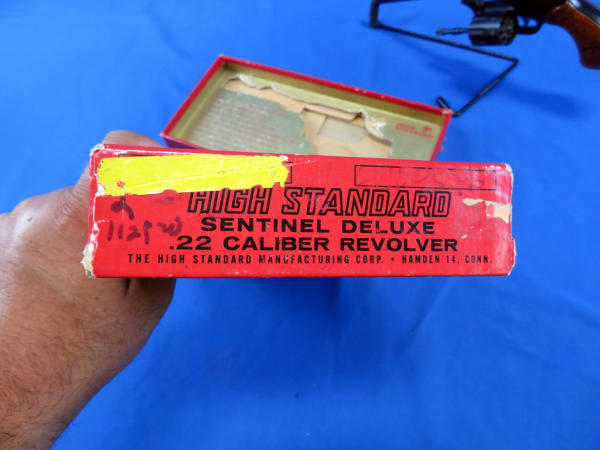 HIGH STANDARD
SENTINEL DELUXE
.22 CALIBER REVOLVER
THE HIGH STANDARD MANUFACTURING CORP. • HAMDEN 14, CONN.